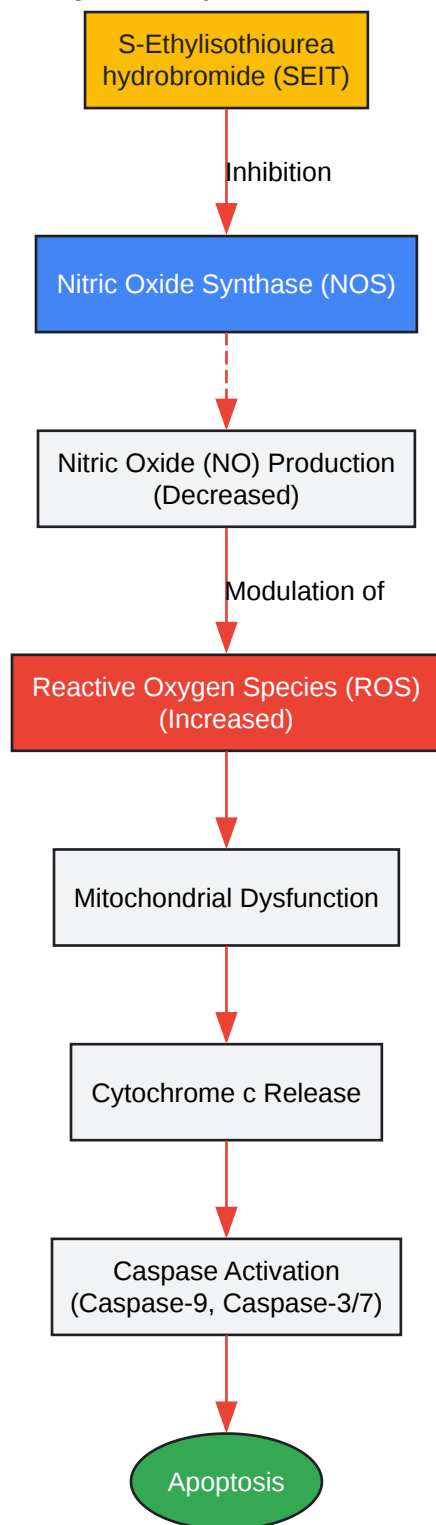 S-Ethylisothiourea
hydrobromide (SEIT)
Inhibition
Nitric Oxide Synthase (NOS)
Nitric Oxide (NO) Production
(Decreased)
Modulation of
Reactive Oxygen Species (ROS)
(Increased)
Mitochondrial Dysfunction
Cytochrome c Release
Caspase Activation
(Caspase-9, Caspase-3/7)
Apoptosis